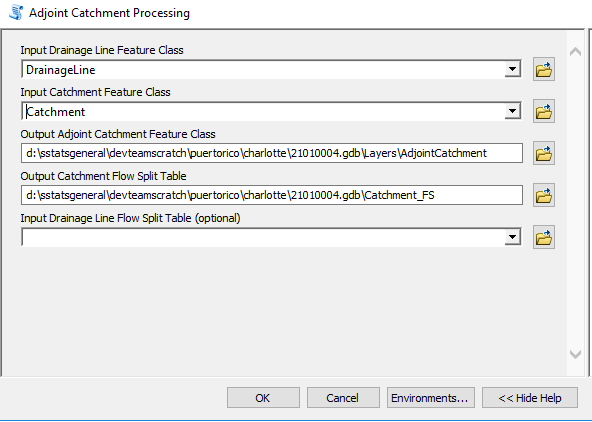 Adjoint Catchment Processing
Input Drainage Line Feature Class
DrainageLine
Input Catchment Feature Class
Catchment
Output Adjoint Catchment Feature Class
d:\sstatsgeneral\devteamscratch\puertorico\charlotte\21010004.gdb\Layers\AdjointCatchment
Output Catchment Flow Split Table
d:\sstatsgeneral\devteamscratch\puertorico\charlotte\21010004.gdb\Catchment_FS
Input Drainage Line Flow Split Table (optional)
OK Cancel Environments... << Hide Help